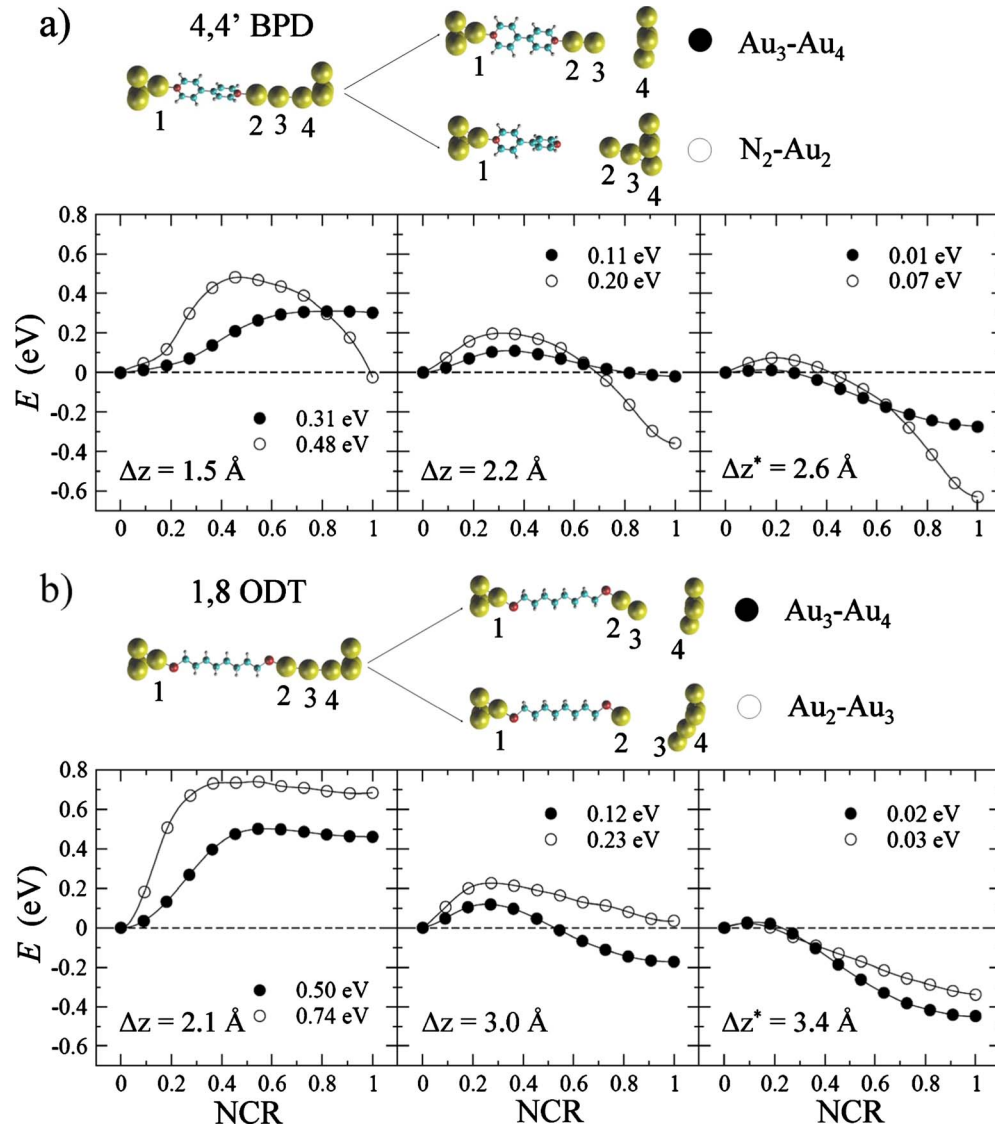 a)
4,4' BPD
1 2 3 4
1 2 3 4
Au₃-Au₄
1 2 3 4
N₂-Au₂
E (eV)
0.8
0.6
0.4
0.2
0
-0.2
-0.4
-0.6
0.31 eV
0.48 eV
Δz = 1.5 Å
0 0.2 0.4 0.6 0.8 1
0.11 eV
0.20 eV
Δz = 2.2 Å
0 0.2 0.4 0.6 0.8 1
0.01 eV
0.07 eV
Δz* = 2.6 Å
0 0.2 0.4 0.6 0.8 1
b)
1,8 ODT
1 2 3 4
1 2 3 4
Au₃-Au₄
1 2 3 4
Au₂-Au₃
E (eV)
0.8
0.6
0.4
0.2
0
-0.2
-0.4
-0.6
0.50 eV
0.74 eV
Δz = 2.1 Å
0 0.2 0.4 0.6 0.8 1
NCR
0.12 eV
0.23 eV
Δz = 3.0 Å
0 0.2 0.4 0.6 0.8 1
NCR
0.02 eV
0.03 eV
Δz* = 3.4 Å
0 0.2 0.4 0.6 0.8 1
NCR